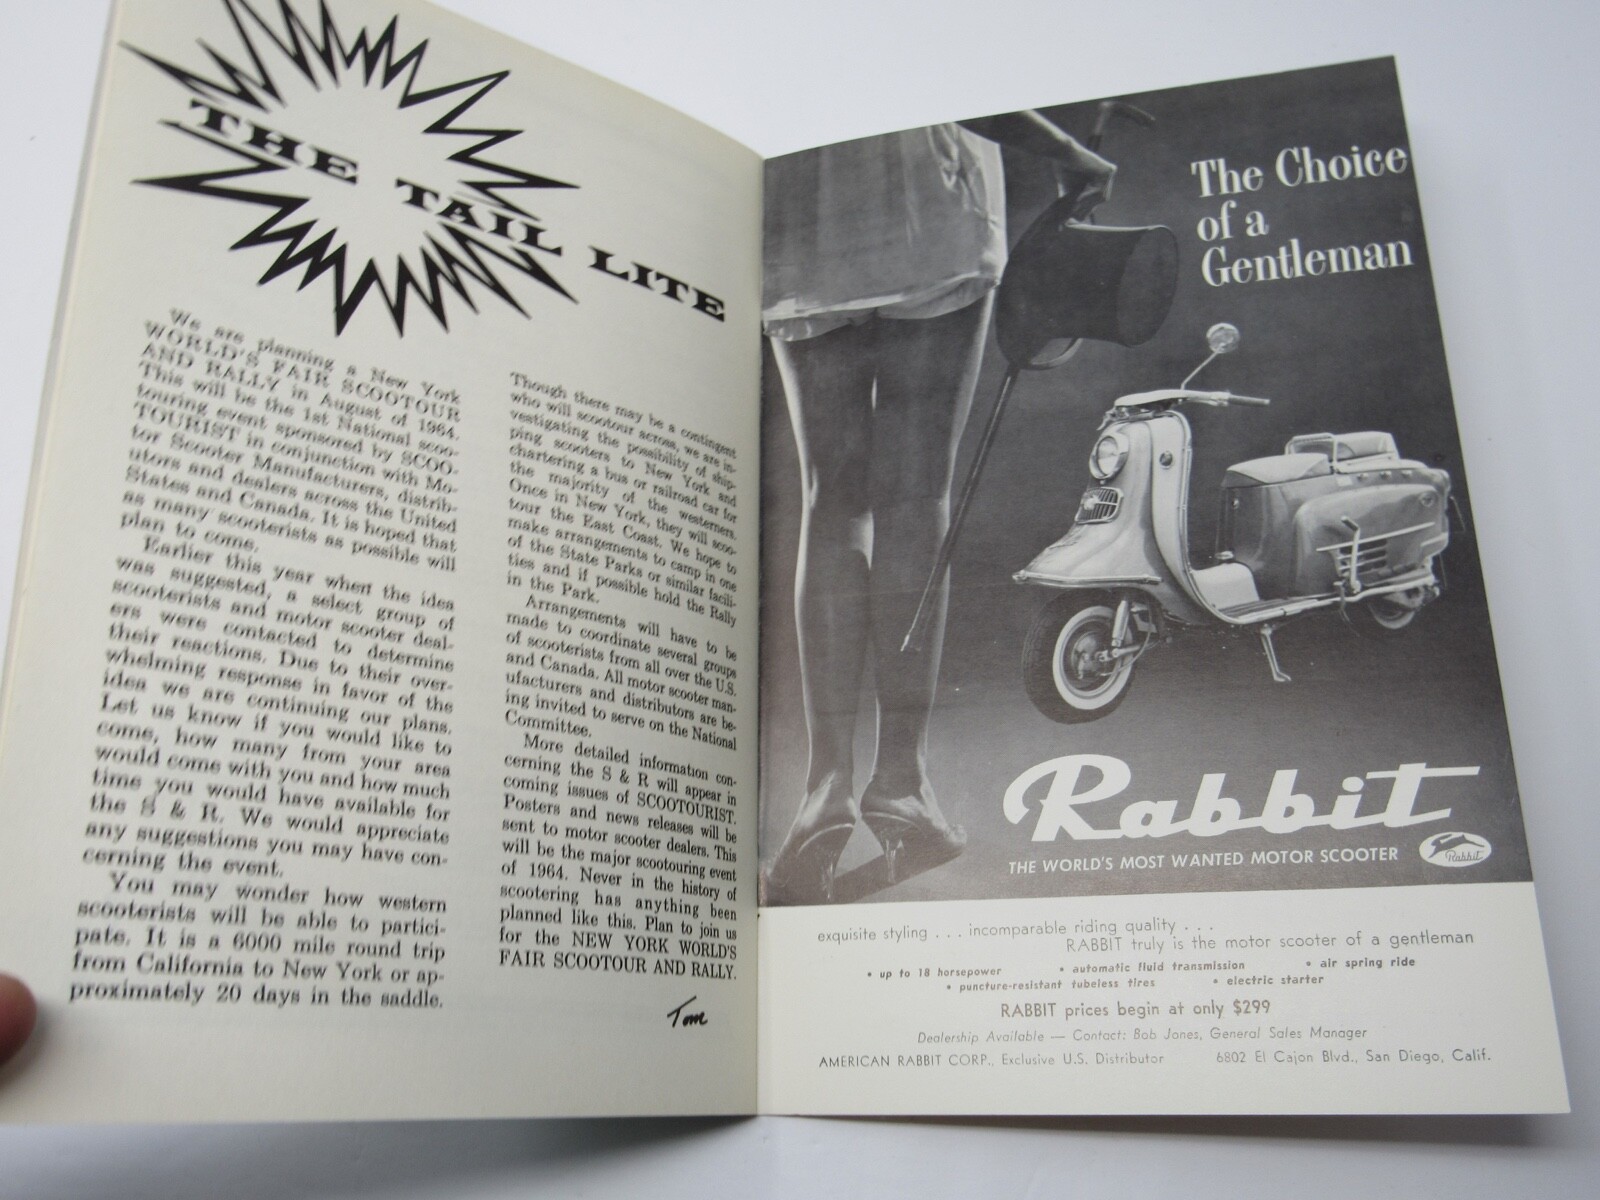 THE TAIL LITE
We are planning a New York
WORLD'S FAIR SCOOTOUR
AND RALLY in August of 1964.
This will be the 1st National scoo-
touring event sponsored by SCOO-
TOURIST in conjunction with Mo-
tor Scooter Manufacturers, distrib-
utors and dealers across the United
States and Canada. It is hoped that
as many scooterists as possible will
plan to come.
Earlier this year when the idea
was suggested, a select group of
scooterists and motor scooter deal-
ers were contacted to determine
their reactions. Due to their over-
whelming response in favor of the
idea we are continuing our plans.
Let us know if you would like to
come, how many from your area
would come with you and how much
time you would have available for
the S & R. We would appreciate
any suggestions you may have con-
cerning the event.
You may wonder how western
scooterists will be able to partici-
pate. It is a 6000 mile round trip
from California to New York or ap-
proximately 20 days in the saddle.
Though there may be a contingent
who will scootour across, we are in-
vestigating the possibility of ship-
ping scooters to New York and
chartering a bus or railroad car for
the majority of the westerners.
Once in New York, they will scoo-
tour the East Coast. We hope to
make arrangements to camp in one
of the State Parks or similar facili-
ties and if possible hold the Rally
in the Park.
Arrangements will have to be
made to coordinate several groups
of scooterists from all over the U.S.
and Canada. All motor scooter man-
ufacturers and distributors are be-
ing invited to serve on the National
Committee.
More detailed information con-
cerning the S & R will appear in
coming issues of SCOOTOURIST.
Posters and news releases will be
sent to motor scooter dealers. This
will be the major scootouring event
of 1964. Never in the history of
scootering has anything been
planned like this. Plan to join us
for the NEW YORK WORLD'S
FAIR SCOOTOUR AND RALLY.
Tom
The Choice
of a
Gentleman
Rabbit
THE WORLD'S MOST WANTED MOTOR SCOOTER
Rabbit
exquisite styling . . . incomparable riding quality . . .
RABBIT truly is the motor scooter of a gentleman
• up to 18 horsepower • automatic fluid transmission • air spring ride
• puncture-resistant tubeless tires • electric starter
RABBIT prices begin at only $299
Dealership Available — Contact: Bob Jones, General Sales Manager
AMERICAN RABBIT CORP., Exclusive U.S. Distributor 6802 El Cajon Blvd., San Diego, Calif.